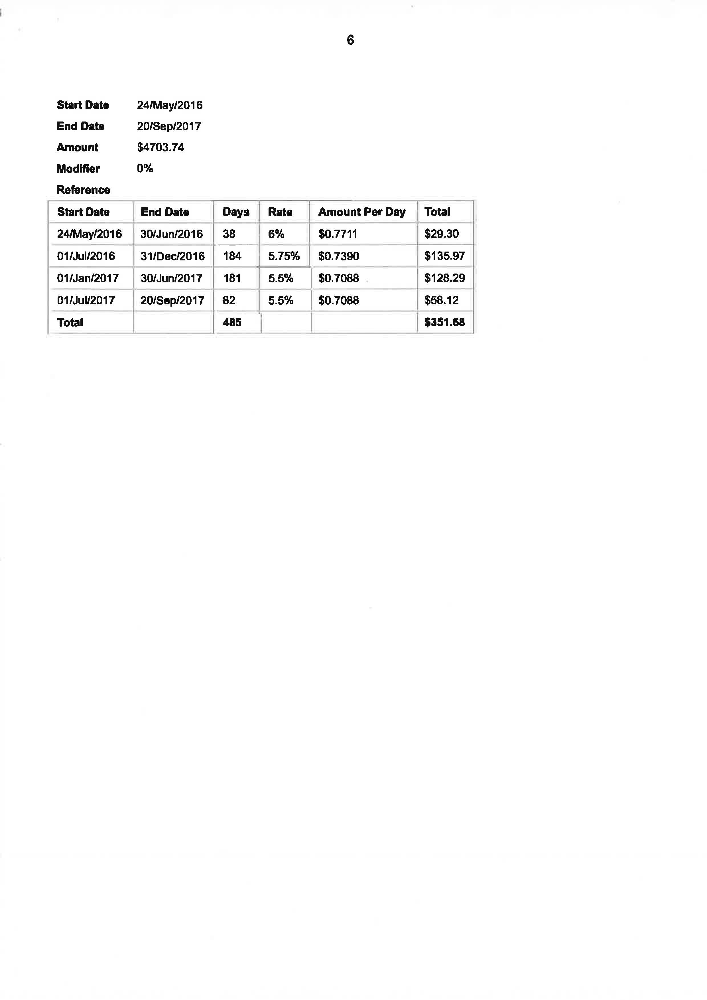 6
Start Date 24/May/2016
End Date 20/Sep/2017
Amount $4703.74
Modifier 0%
Reference
Start Date End Date Days Rate Amount Per Day Total
24/May/2016 30/Jun/2016 38 6% $0.7711 $29.30
01/Jul/2016 31/Dec/2016 184 5.75% $0.7390 $135.97
01/Jan/2017 30/Jun/2017 181 5.5% $0.7088 $128.29
01/Jul/2017 20/Sep/2017 82 5.5% $0.7088 $58.12
Total 485 $351.68